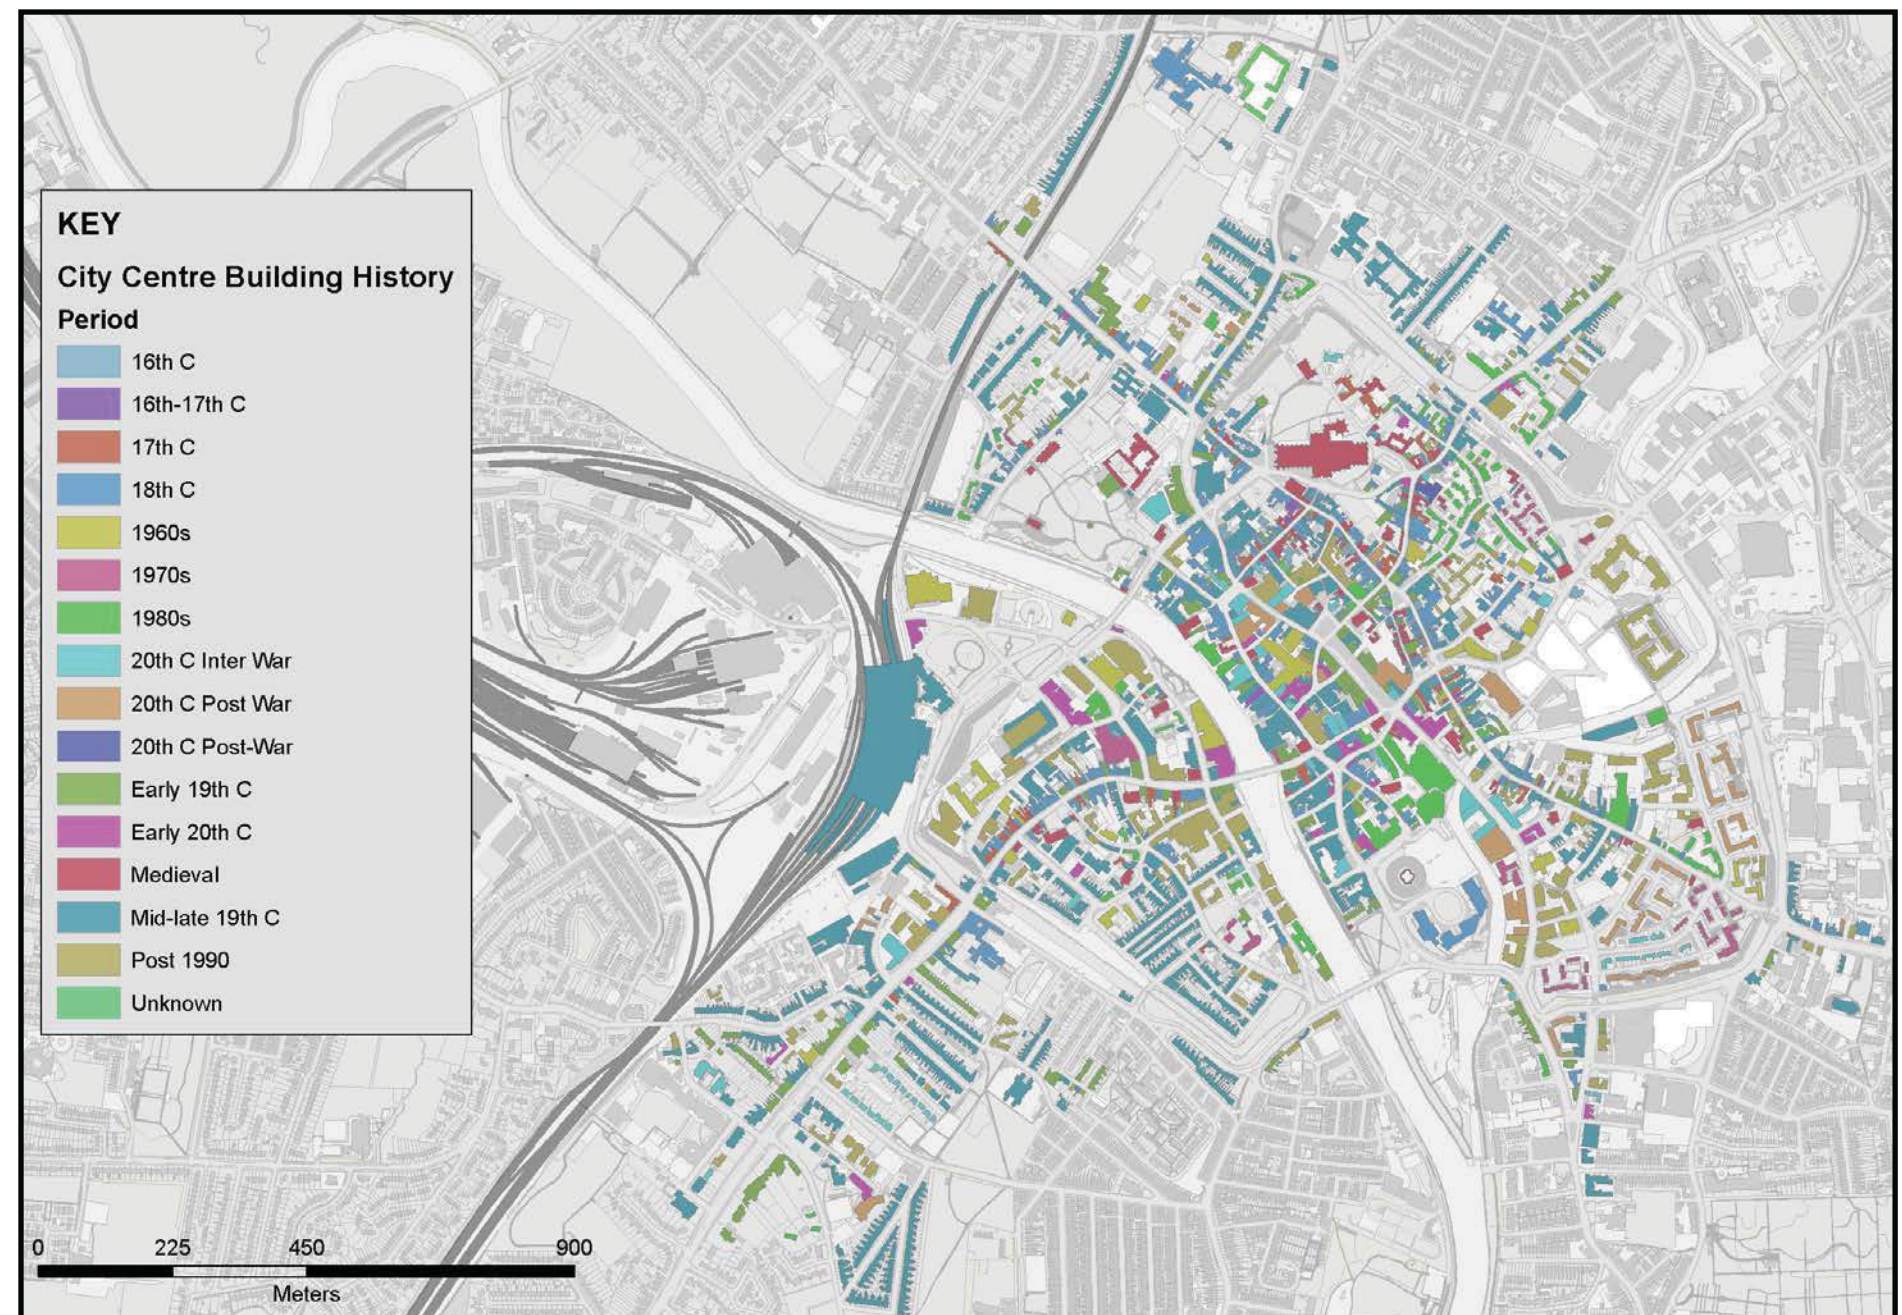 KEY
City Centre Building History
Period
16th C
16th-17th C
17th C
18th C
1960s
1970s
1980s
20th C Inter War
20th C Post War
20th C Post-War
Early 19th C
Early 20th C
Medieval
Mid-late 19th C
Post 1990
Unknown
0 225 450 900
Meters